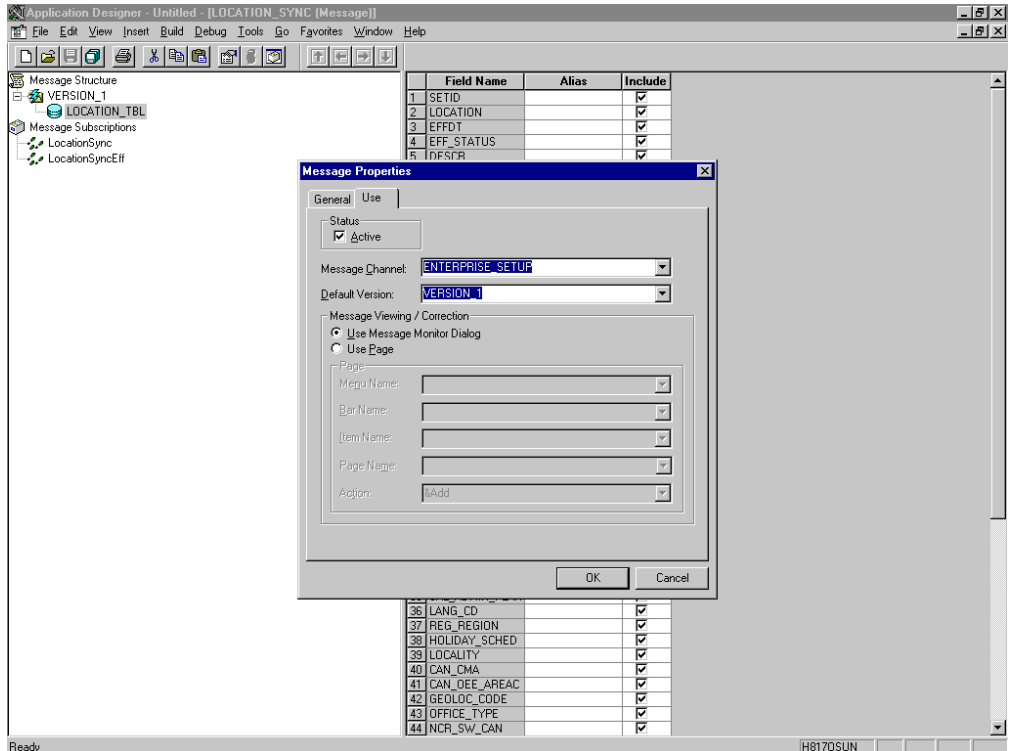 Application Designer - Untitled - [LOCATION_SYNC (Message)]
File Edit View Insert Build Debug Tools Go Favorites Window Help
Message Structure
VERSION_1
LOCATION_TBL
Message Subscriptions
LocationSync
LocationSyncEff
Field Name Alias Include
1 SETID
2 LOCATION
3 EFFDT
4 EFF_STATUS
5 DESCR
Message Properties
General Use
Status
Active
Message Channel: ENTERPRISE_SETUP
Default Version: VERSION_1
Message Viewing / Correction
Use Message Monitor Dialog
Use Page
Page
Menu Name:
Bar Name:
Item Name:
Page Name:
Action: &Add
OK Cancel
36 LANG_CD
37 REG_REGION
38 HOLIDAY_SCHED
39 LOCALITY
40 CAN_CMA
41 CAN_OEE_AREAC
42 GEOLOC_CODE
43 OFFICE_TYPE
44 NCR_SW_CAN
Ready H817OSUN